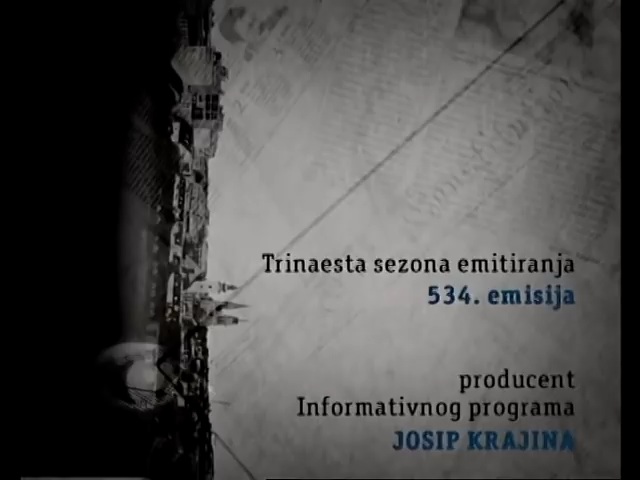 Trinaesta sezona emitiranja
534. emisija
producent
Informativnog programa
JOSIP KRAJINA